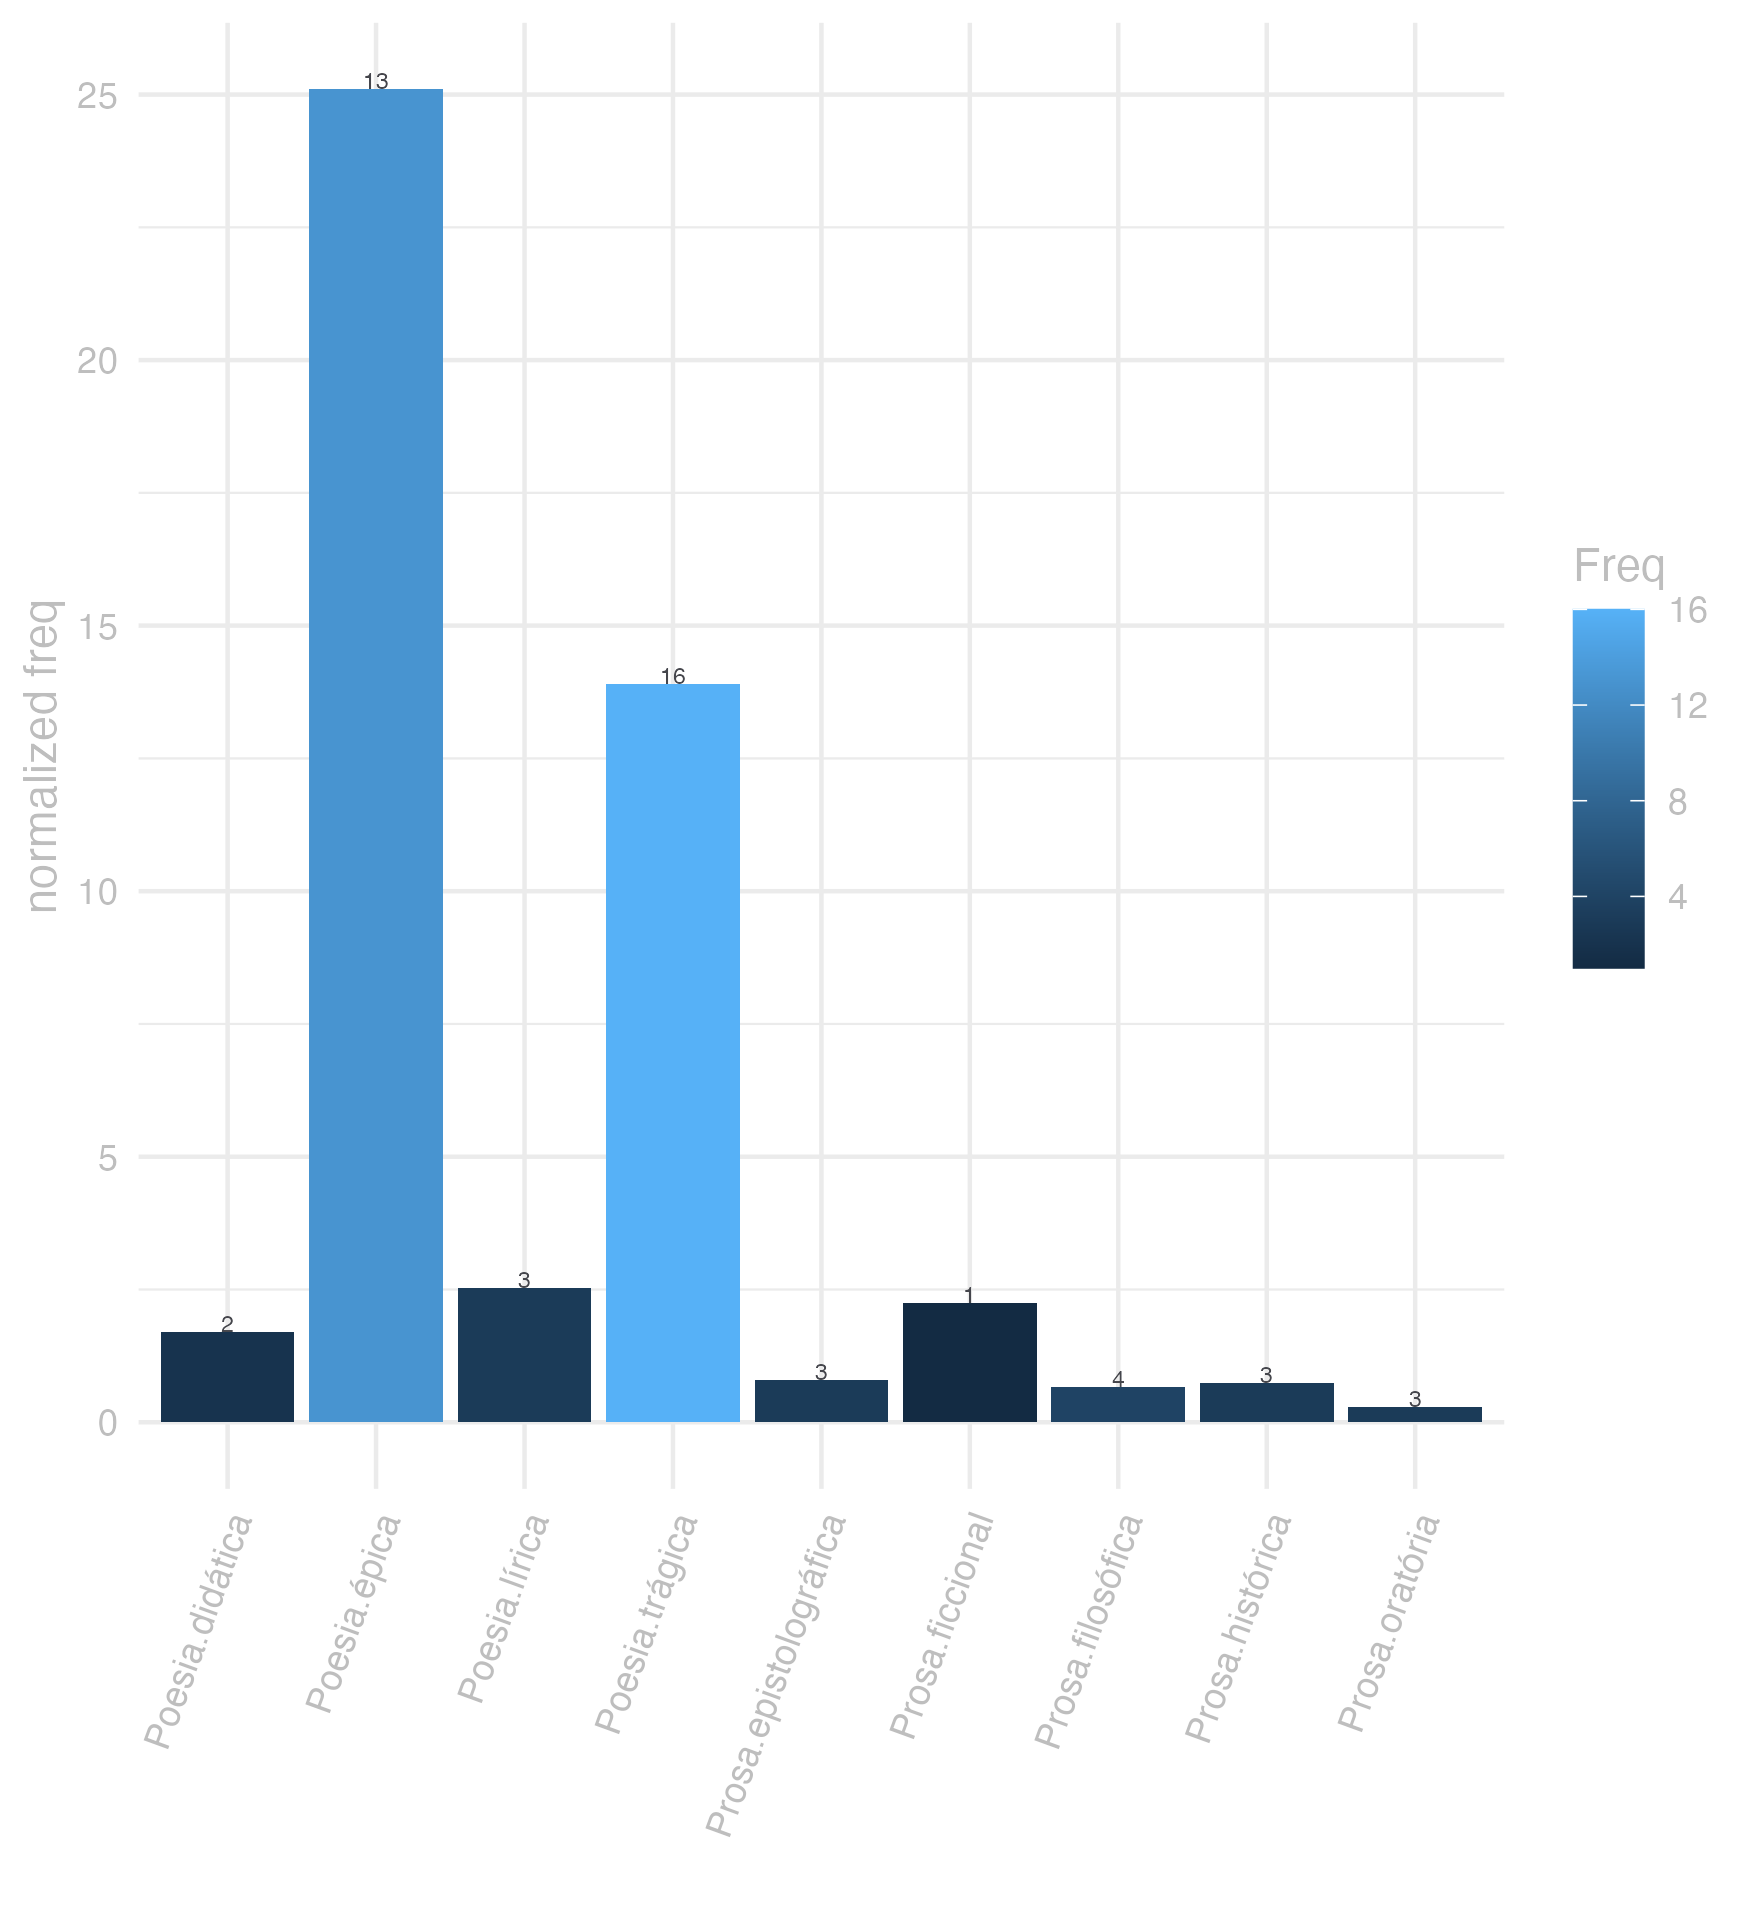 normalized freq
25
20
15
10
5
0
2
13
3
16
3
1
4
3
3
Poesia.didática
Poesia.épica
Poesia.lírica
Poesia.trágica
Prosa.epistolográfica
Prosa.ficcional
Prosa.filosófica
Prosa.histórica
Prosa.oratória
Freq
16
12
8
4